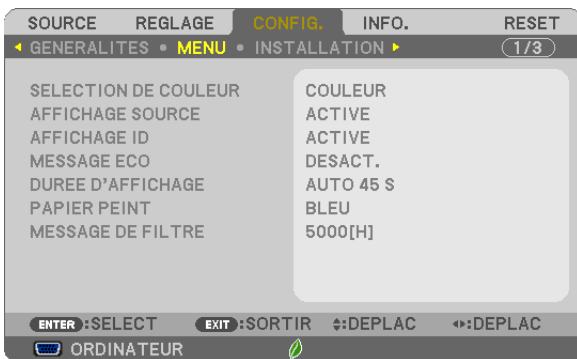 SOURCE REGLAGE CONFIG. INFO. RESET
GENERALITES • MENU • INSTALLATION 1/3
SELECTION DE COULEUR COULEUR
AFFICHAGE SOURCE ACTIVE
AFFICHAGE ID ACTIVE
MESSAGE ECO DESACT.
DUREE D'AFFICHAGE AUTO 45 S
PAPIER PEINT BLEU
MESSAGE DE FILTRE 5000[H]
ENTER :SELECT EXIT :SORTIR :DEPLAC :DEPLAC
ORDINATEUR